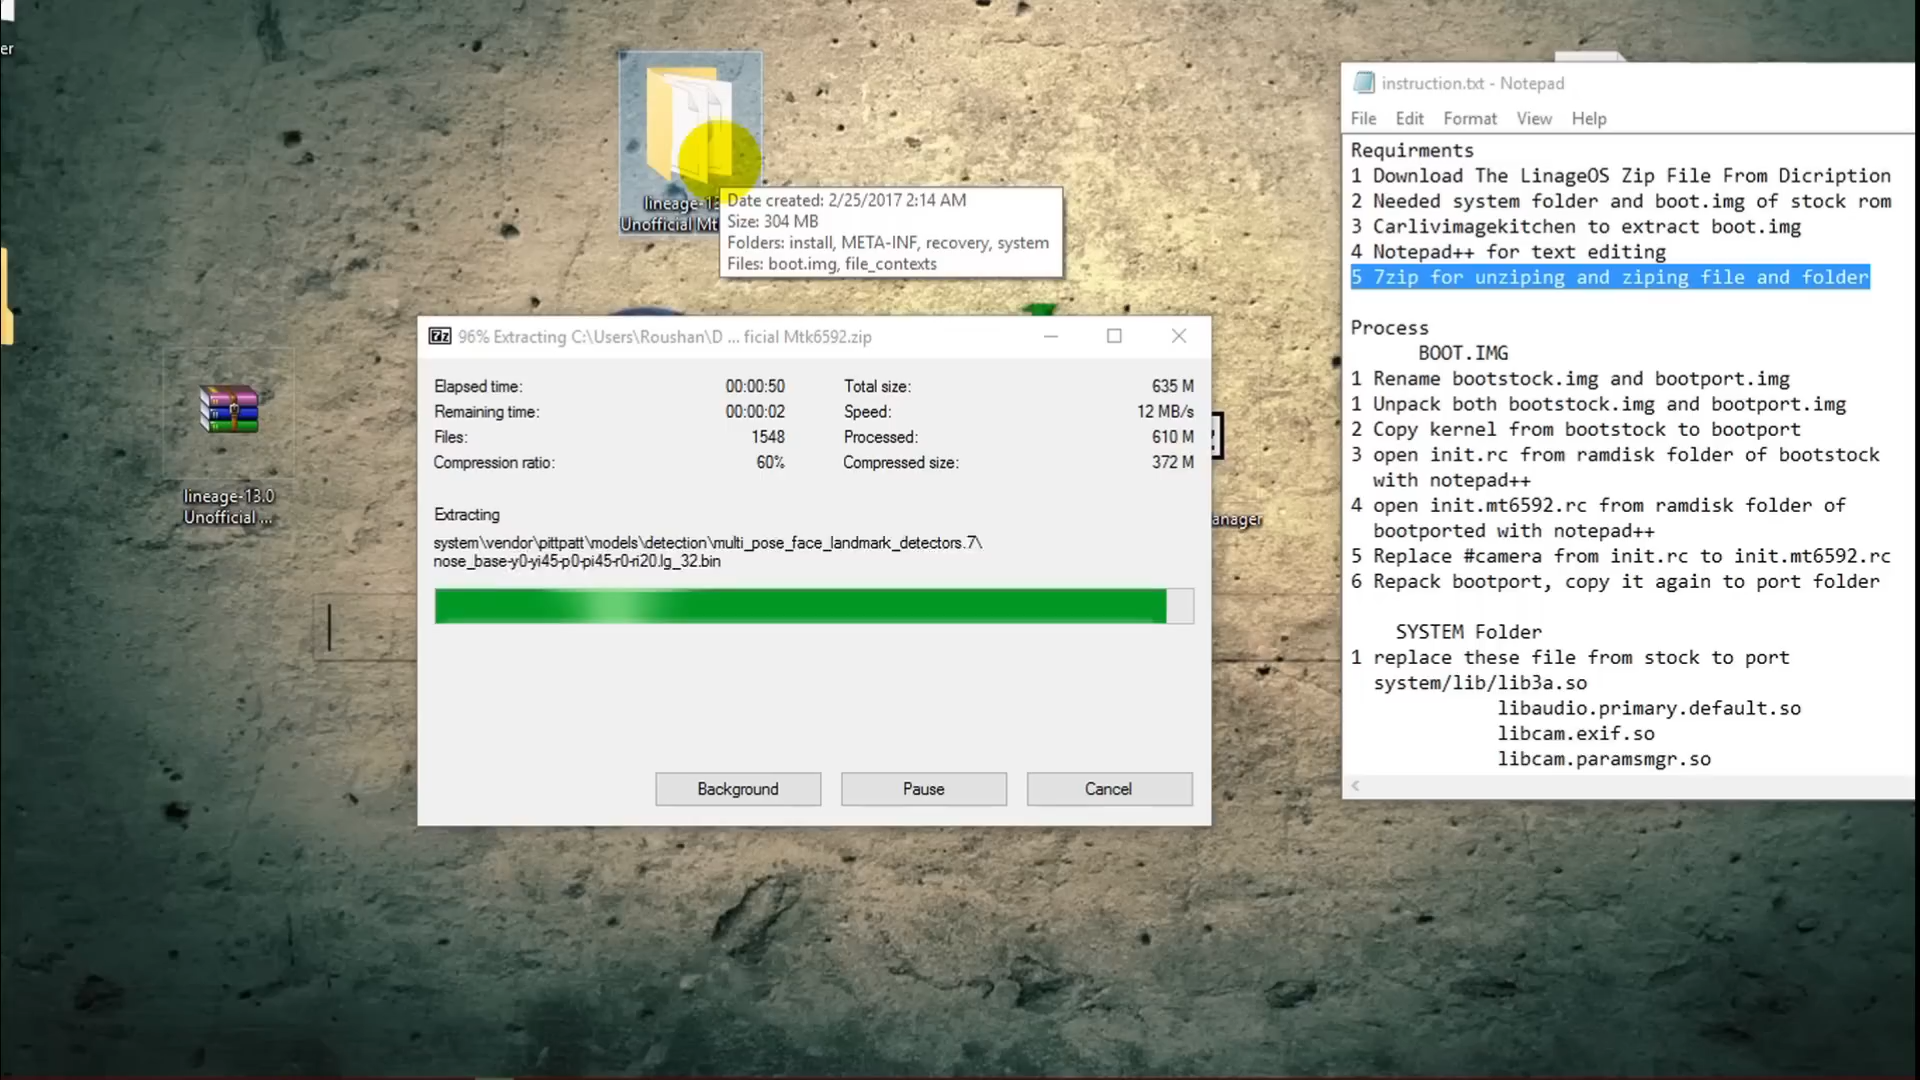 er
lineage-13
Unofficial Mt
Date created: 2/25/2017 2:14 AM
Size: 304 MB
Folders: install, META-INF, recovery, system
Files: boot.img, file_contexts
lineage-13.0
Unofficial ...
anager
7z 96% Extracting C:\Users\Roushan\D ... ficial Mtk6592.zip
Elapsed time: 00:00:50 Total size: 635 M
Remaining time: 00:00:02 Speed: 12 MB/s
Files: 1548 Processed: 610 M
Compression ratio: 60% Compressed size: 372 M
Extracting
system\vendor\pittpatt\models\detection\multi_pose_face_landmark_detectors.7\
nose_base-y0-yi45-p0-pi45-r0-ri20.lg_32.bin
Background Pause Cancel
instruction.txt - Notepad
File Edit Format View Help
Requirments
1 Download The LinageOS Zip File From Dicription
2 Needed system folder and boot.img of stock rom
3 Carlivimagekitchen to extract boot.img
4 Notepad++ for text editing
5 7zip for unziping and ziping file and folder
Process
BOOT.IMG
1 Rename bootstock.img and bootport.img
1 Unpack both bootstock.img and bootport.img
2 Copy kernel from bootstock to bootport
3 open init.rc from ramdisk folder of bootstock
with notepad++
4 open init.mt6592.rc from ramdisk folder of
bootported with notepad++
5 Replace #camera from init.rc to init.mt6592.rc
6 Repack bootport, copy it again to port folder
SYSTEM Folder
1 replace these file from stock to port
system/lib/lib3a.so
libaudio.primary.default.so
libcam.exif.so
libcam.paramsmgr.so